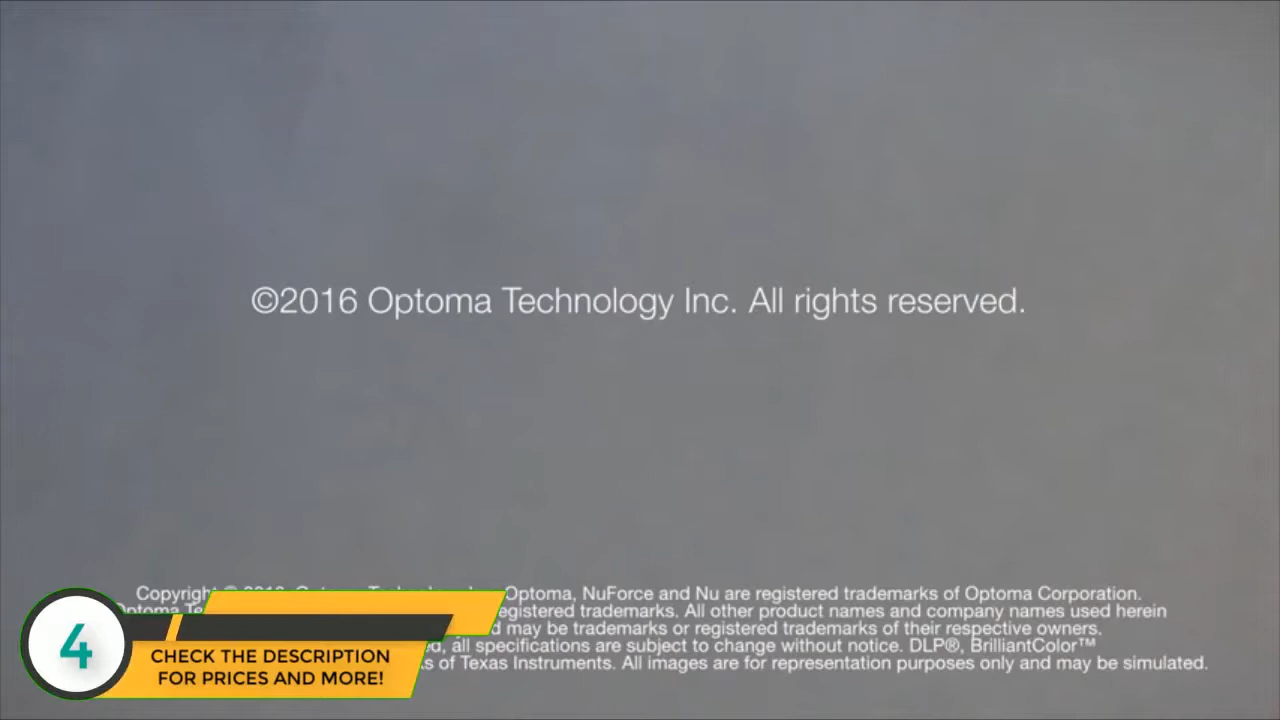 ©2016 Optoma Technology Inc. All rights reserved.
Optoma, NuForce and Nu are registered trademarks of Optoma Corporation.
registered trademarks. All other product names and company names used herein
may be trademarks or registered trademarks of their respective owners.
all specifications are subject to change without notice. DLP®, BrilliantColor™
of Texas Instruments. All images are for representation purposes only and may be simulated.
4
CHECK THE DESCRIPTION
FOR PRICES AND MORE!